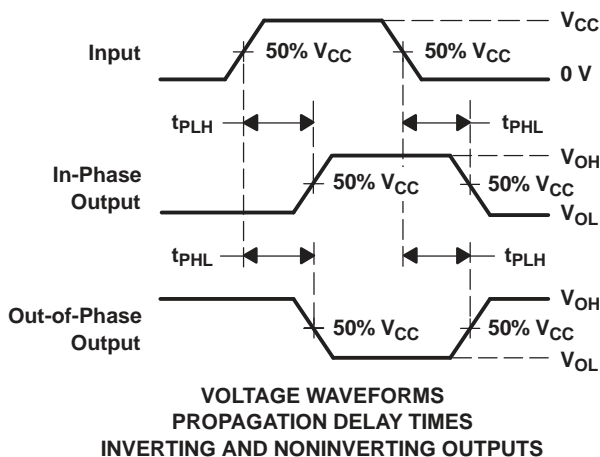 V_CC
Input 50% V_CC 50% V_CC
0 V
t_PLH t_PHL
V_OH
In-Phase
Output
50% V_CC 50% V_CC
V_OL
t_PHL t_PLH
V_OH
Out-of-Phase
Output
50% V_CC 50% V_CC
V_OL
VOLTAGE WAVEFORMS
PROPAGATION DELAY TIMES
INVERTING AND NONINVERTING OUTPUTS